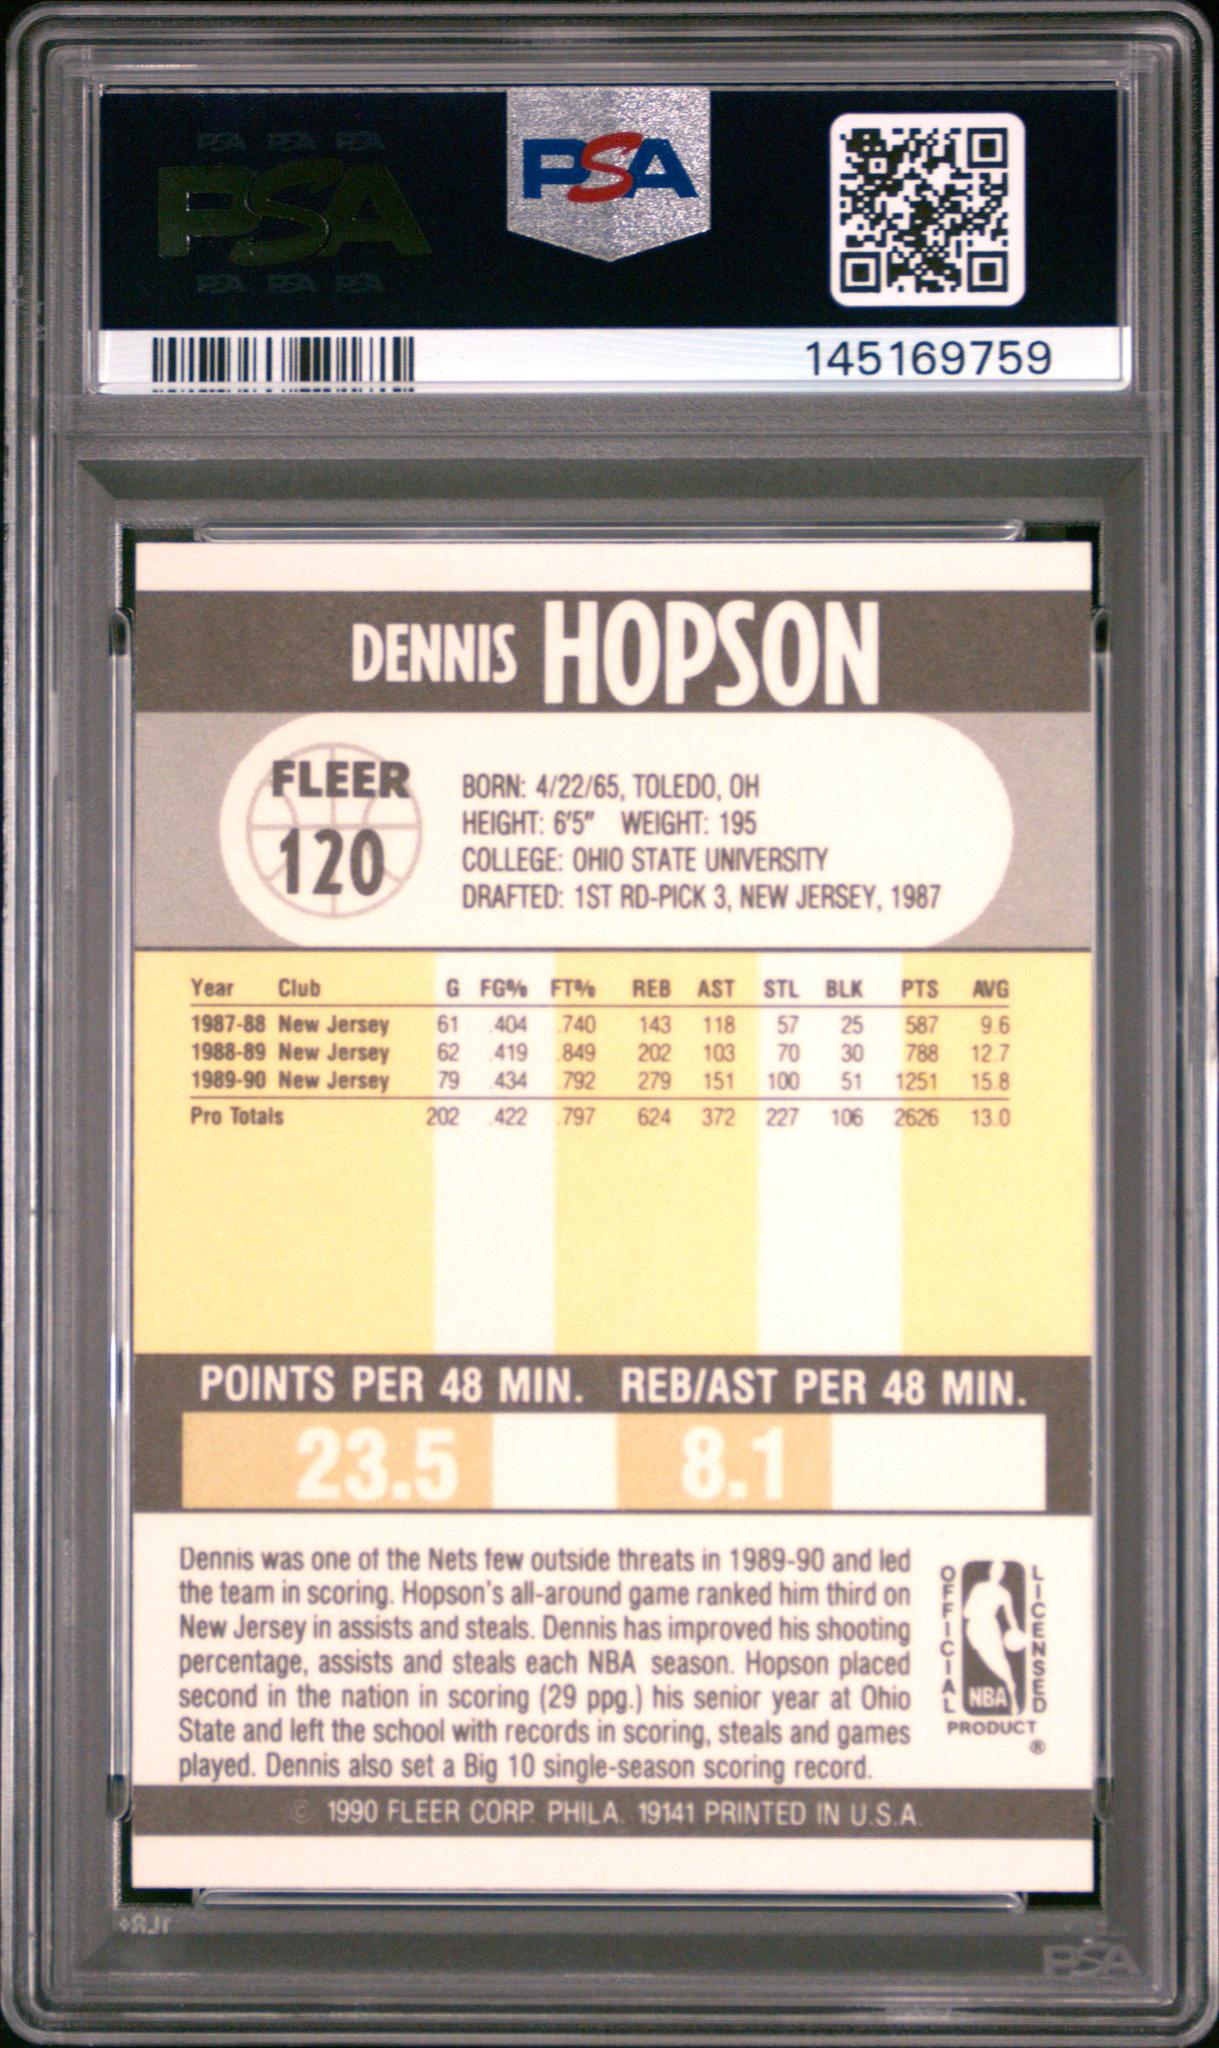 PSA PSA PSA
PSA
PSA PSA PSA
PSA
145169759
DENNIS HOPSON
FLEER
120
BORN: 4/22/65, TOLEDO, OH
HEIGHT: 6'5" WEIGHT: 195
COLLEGE: OHIO STATE UNIVERSITY
DRAFTED: 1ST RD-PICK 3, NEW JERSEY, 1987
Year Club G FG% FT% REB AST STL BLK PTS AVG
1987-88 New Jersey 61 .404 .740 143 118 57 25 587 9.6
1988-89 New Jersey 62 .419 .849 202 103 70 30 788 12.7
1989-90 New Jersey 79 .434 .792 279 151 100 51 1251 15.8
Pro Totals 202 .422 .797 624 372 227 106 2626 13.0
POINTS PER 48 MIN. REB/AST PER 48 MIN.
23.5 8.1
Dennis was one of the Nets few outside threats in 1989-90 and led
the team in scoring. Hopson's all-around game ranked him third on
New Jersey in assists and steals. Dennis has improved his shooting
percentage, assists and steals each NBA season. Hopson placed
second in the nation in scoring (29 ppg.) his senior year at Ohio
State and left the school with records in scoring, steals and games
played. Dennis also set a Big 10 single-season scoring record.
OFFICIAL LICENSED
NBA
PRODUCT
®
© 1990 FLEER CORP. PHILA. 19141 PRINTED IN U.S.A.
PSA